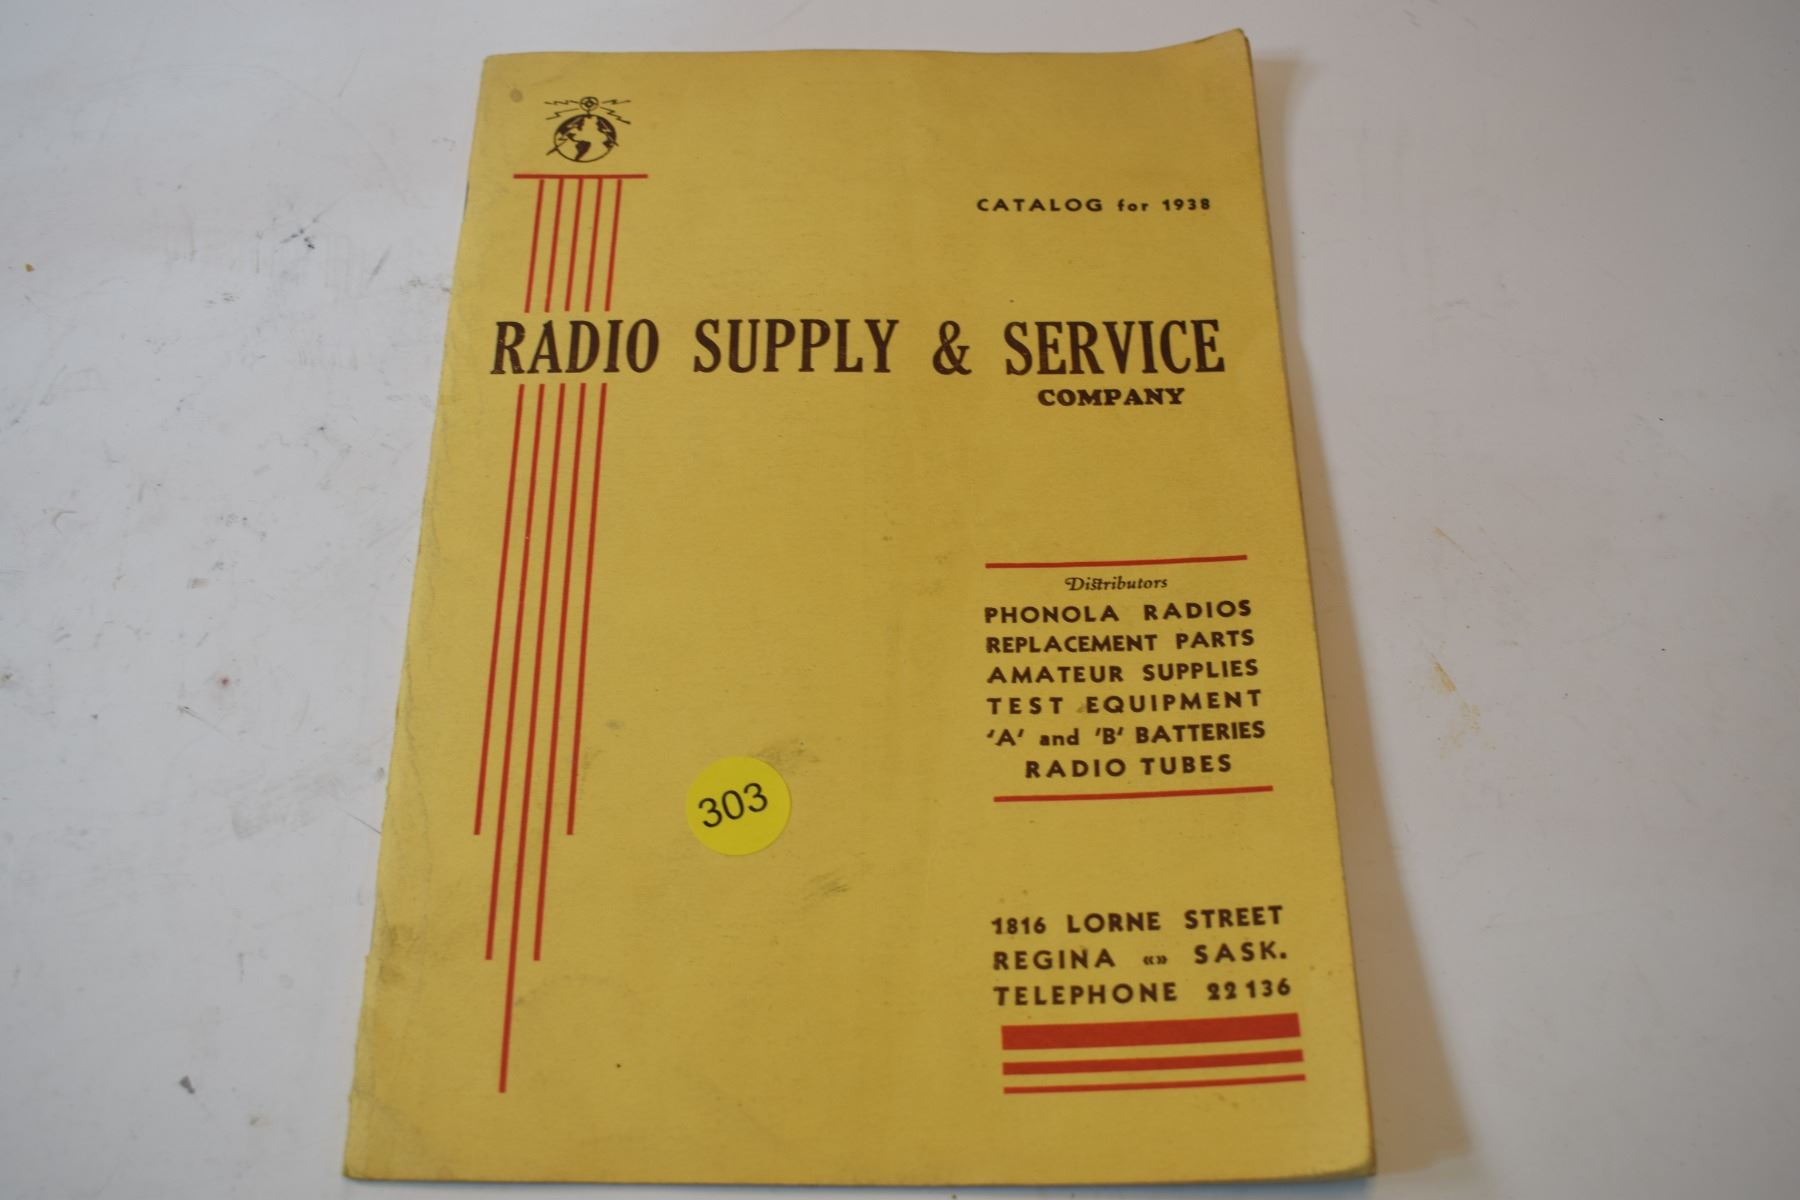 CATALOG for 1938
RADIO SUPPLY & SERVICE
COMPANY
Distributors
PHONOLA RADIOS
REPLACEMENT PARTS
AMATEUR SUPPLIES
TEST EQUIPMENT
'A' and 'B' BATTERIES
RADIO TUBES
303
1816 LORNE STREET
REGINA «» SASK.
TELEPHONE 22136